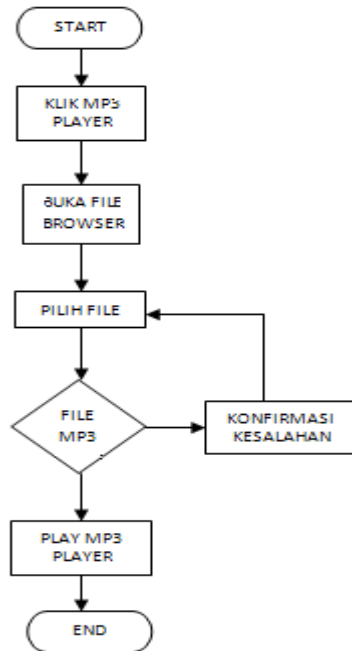 START
KLIK MP3
PLAYER
BUKA FILE
BROWSER
PILIH FILE
FILE
MP3
KONFIRMASI
KESALAHAN
PLAY MP3
PLAYER
END